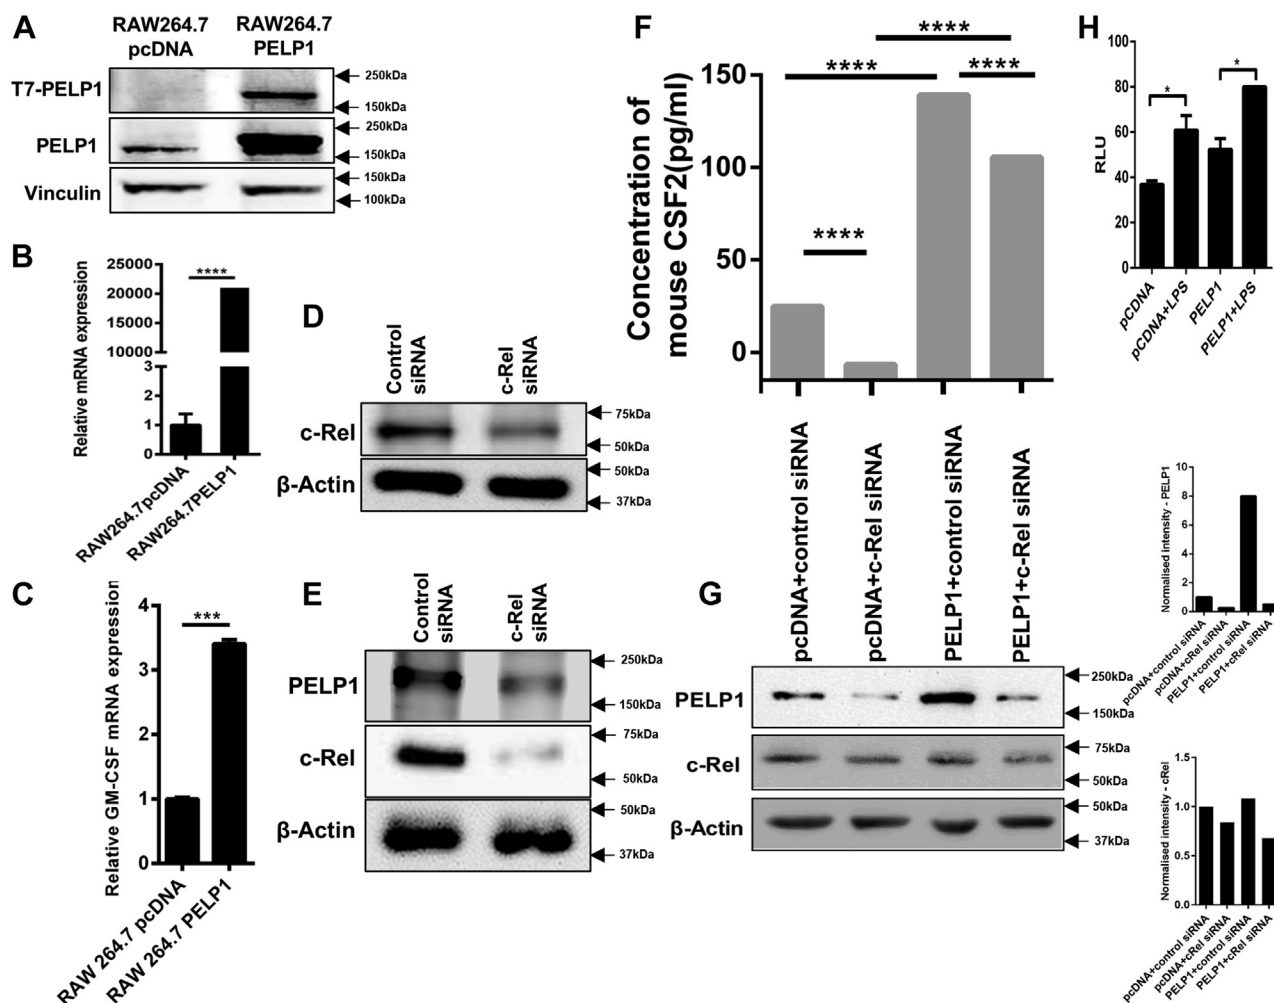 A
RAW264.7
pcDNA
RAW264.7
PELP1
T7-PELP1
250kDa
150kDa
PELP1
250kDa
150kDa
Vinculin
150kDa
100kDa
B
Relative mRNA expression
25000
20000
15000
10000
3
2
1
0
****
RAW264.7pcDNA
RAW264.7PELP1
C
Relative GM-CSF mRNA expression
4
3
2
1
0
***
RAW 264.7 pcDNA
RAW 264.7 PELP1
D
Control
siRNA
c-Rel
siRNA
c-Rel
75kDa
50kDa
β-Actin
50kDa
37kDa
E
Control
siRNA
c-Rel
siRNA
PELP1
250kDa
150kDa
c-Rel
75kDa
50kDa
β-Actin
50kDa
37kDa
F
Concentration of
mouse CSF2(pg/ml)
150
100
50
0
****
****
****
****
pcDNA+control siRNA
pcDNA+c-Rel siRNA
PELP1+control siRNA
PELP1+c-Rel siRNA
G
PELP1
250kDa
150kDa
c-Rel
75kDa
50kDa
β-Actin
50kDa
37kDa
H
RLU
100
80
60
40
20
0
*
*
pCDNA
pCDNA+LPS
PELP1
PELP1+LPS
Normalised intensity - PELP1
10
8
6
4
2
0
pcDNA+control siRNA
pcDNA+cRel siRNA
PELP1+control siRNA
PELP1+cRel siRNA
Normalised intensity - cRel
1.5
1.0
0.5
0.0
pcDNA+control siRNA
pcDNA+cRel siRNA
PELP1+control siRNA
PELP1+cRel siRNA